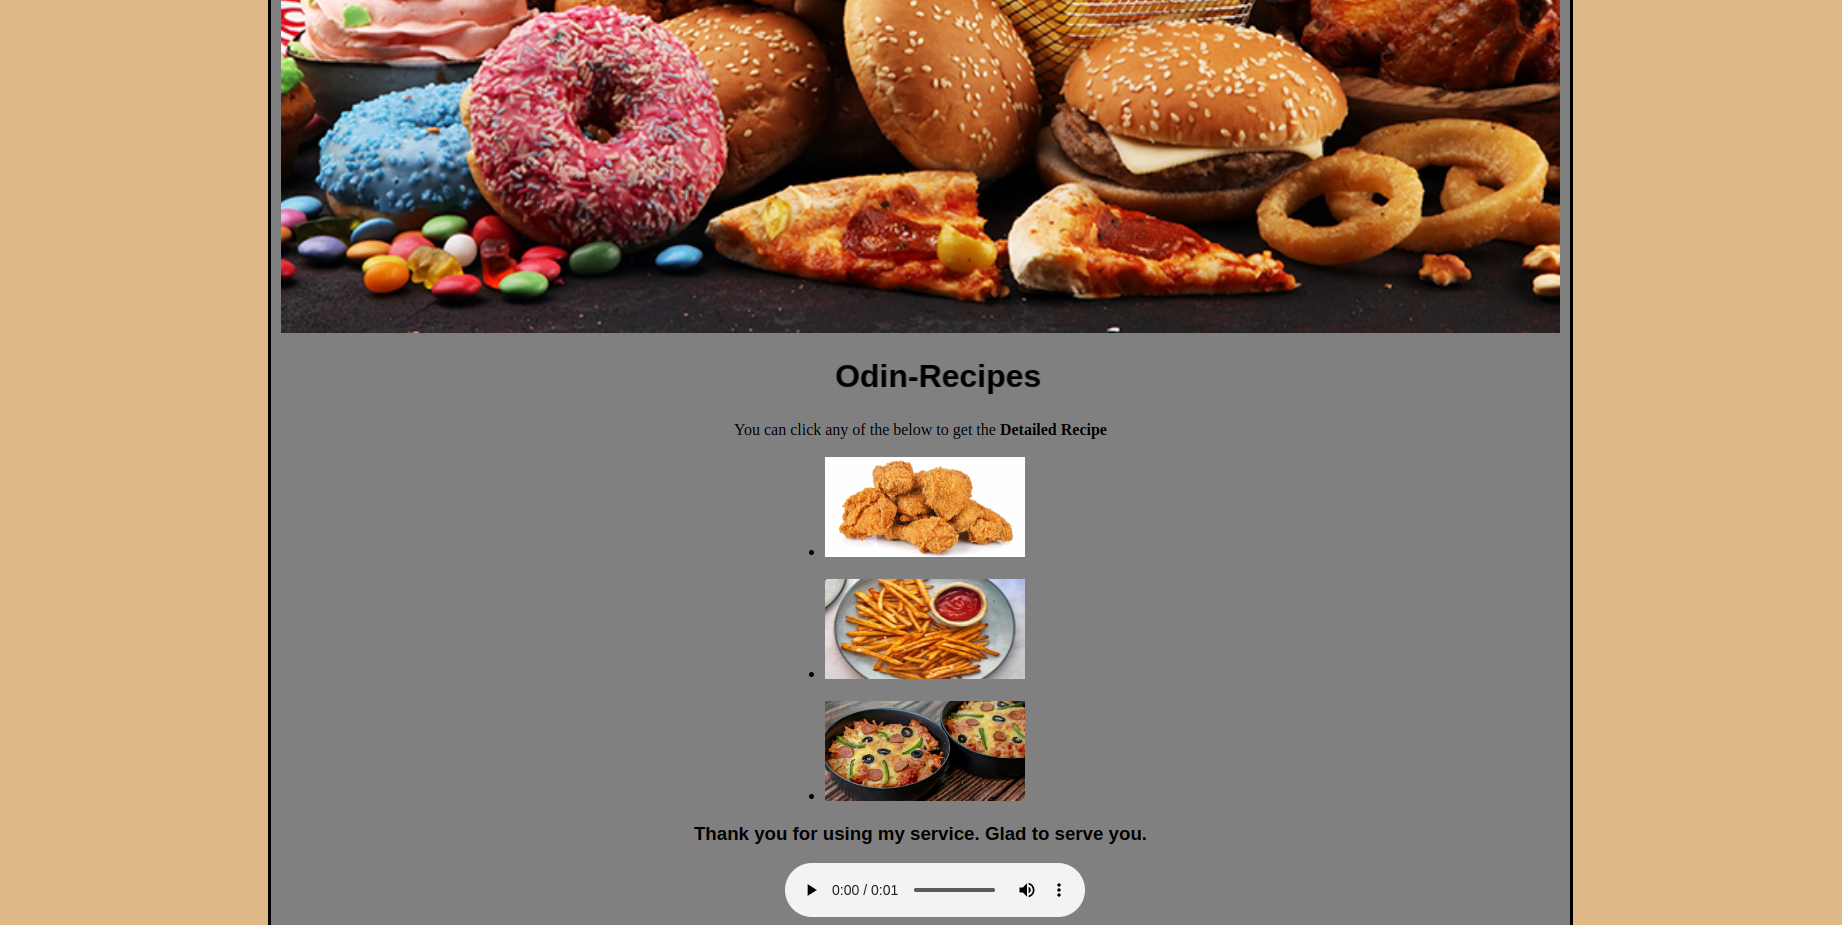 Odin-Recipes
You can click any of the below to get the Detailed Recipe
Thank you for using my service. Glad to serve you.
0:00 / 0:01